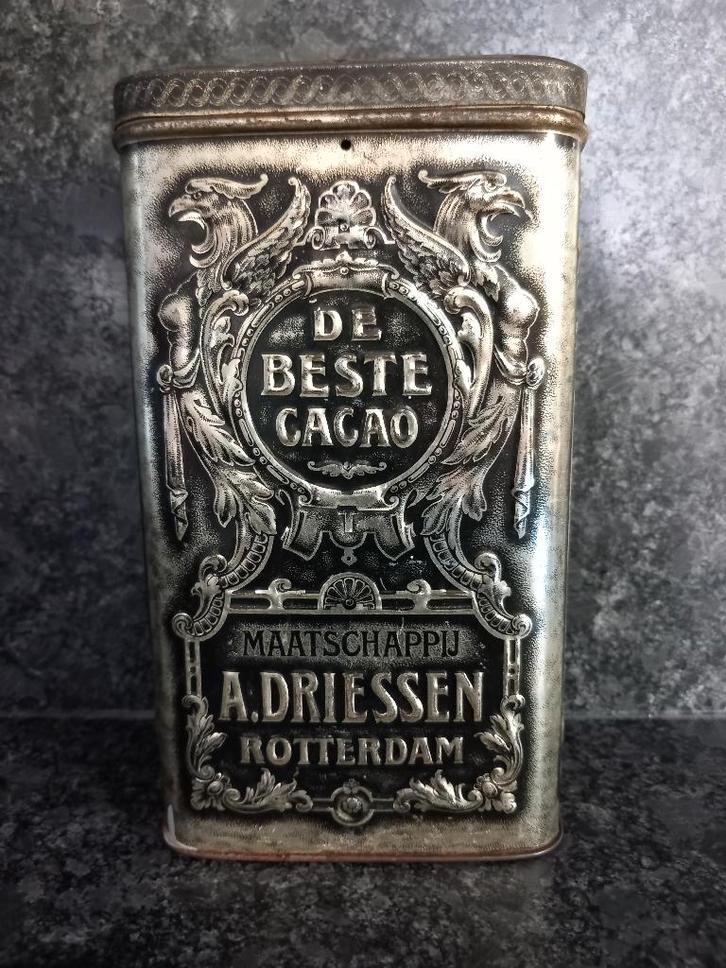 DE
BESTE
CACAO
MAATSCHAPPIJ
A. DRIESSEN
ROTTERDAM